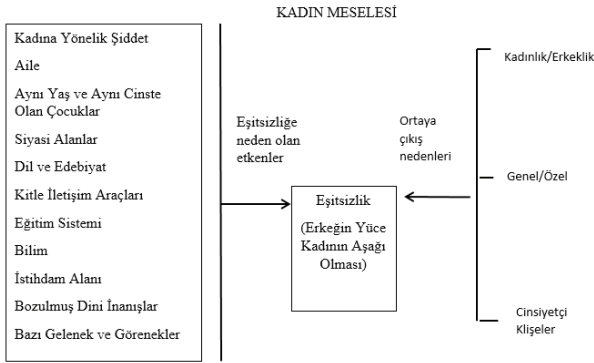 KADIN MESELESİ
Kadına Yönelik Şiddet
Aile
Aynı Yaş ve Aynı Cinste
Olan Çocuklar
Siyasi Alanlar
Dil ve Edebiyat
Kitle İletişim Araçları
Eğitim Sistemi
Bilim
İstihdam Alanı
Bozulmuş Dini İnanışlar
Bazı Gelenek ve Görenekler
Eşitsizliğe
neden olan
etkenler
Eşitsizlik
(Erkeğin Yüce
Kadının Aşağı
Olması)
Ortaya
çıkış
nedenleri
Kadınlık/Erkeklik
Genel/Özel
Cinsiyetçi
Klişeler